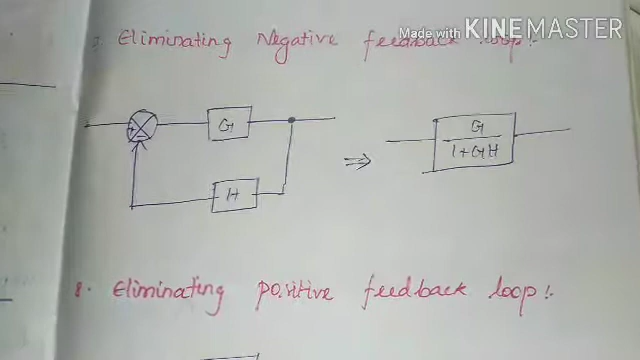 Made with KINEMASTER
Eliminating Negative feedback loop:-
G
H
⇒
G
1+GH
8. Eliminating positive feedback loop:-